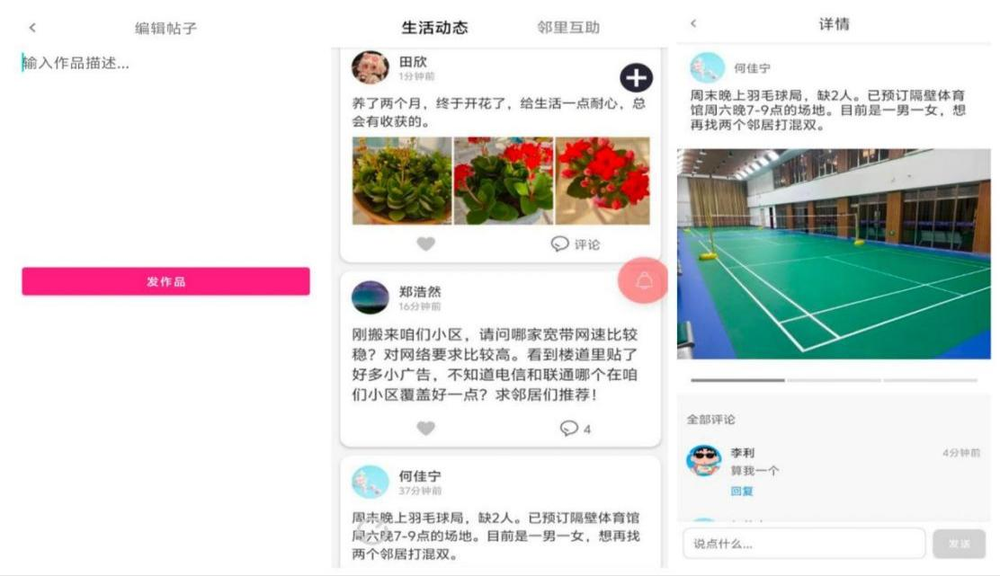 编辑帖子
输入作品描述...
发作品
生活动态
邻里互助
田欣
1分钟前
养了两个月，终于开花了，给生活一点耐心，总
会有收获的。
评论
郑浩然
16分钟前
刚搬来咱们小区，请问哪家宽带网速比较
稳？对网络要求比较高。看到楼道里贴了
好多小广告，不知道电信和联通哪个在咱
们小区覆盖好一点？求邻居们推荐！
4
何佳宁
37分钟前
周末晚上羽毛球局，缺2人。已预订隔壁体育馆
周六晚7-9点的场地。目前是一男一女，想再找
两个邻居打混双。
详情
何佳宁
周末晚上羽毛球局，缺2人。已预订隔壁体育
馆周六晚7-9点的场地。目前是一男一女，想
再找两个邻居打混双。
全部评论
李利
4分钟前
算我一个
回复
说点什么...
发送